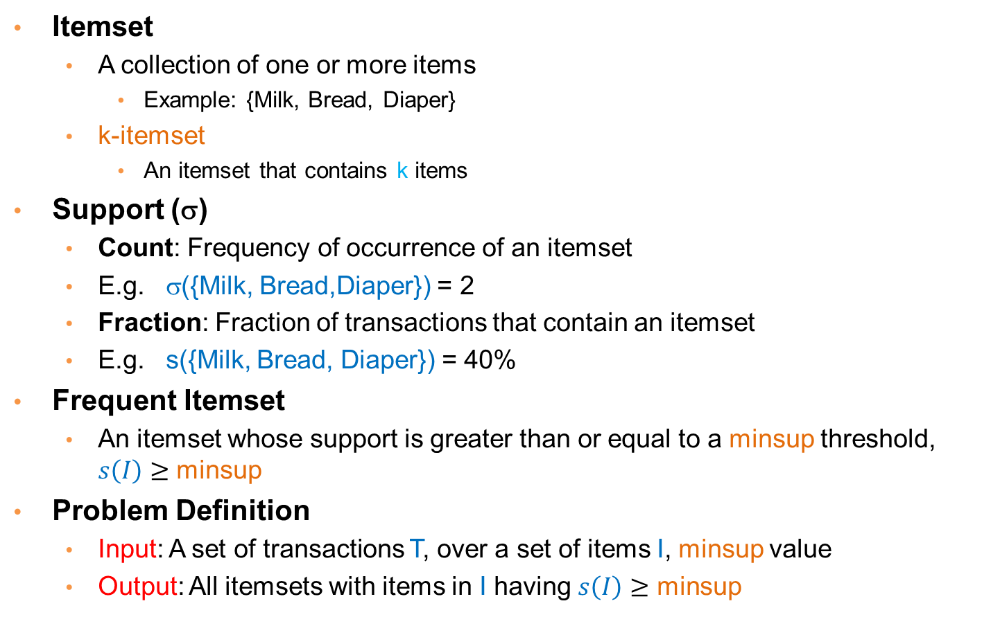 • Itemset
• A collection of one or more items
• Example: {Milk, Bread, Diaper}
• k-itemset
• An itemset that contains k items
• Support (σ)
• Count: Frequency of occurrence of an itemset
• E.g. σ({Milk, Bread,Diaper}) = 2
• Fraction: Fraction of transactions that contain an itemset
• E.g. s({Milk, Bread, Diaper}) = 40%
• Frequent Itemset
• An itemset whose support is greater than or equal to a minsup threshold,
s(I) ≥ minsup
• Problem Definition
• Input: A set of transactions T, over a set of items I, minsup value
• Output: All itemsets with items in I having s(I) ≥ minsup